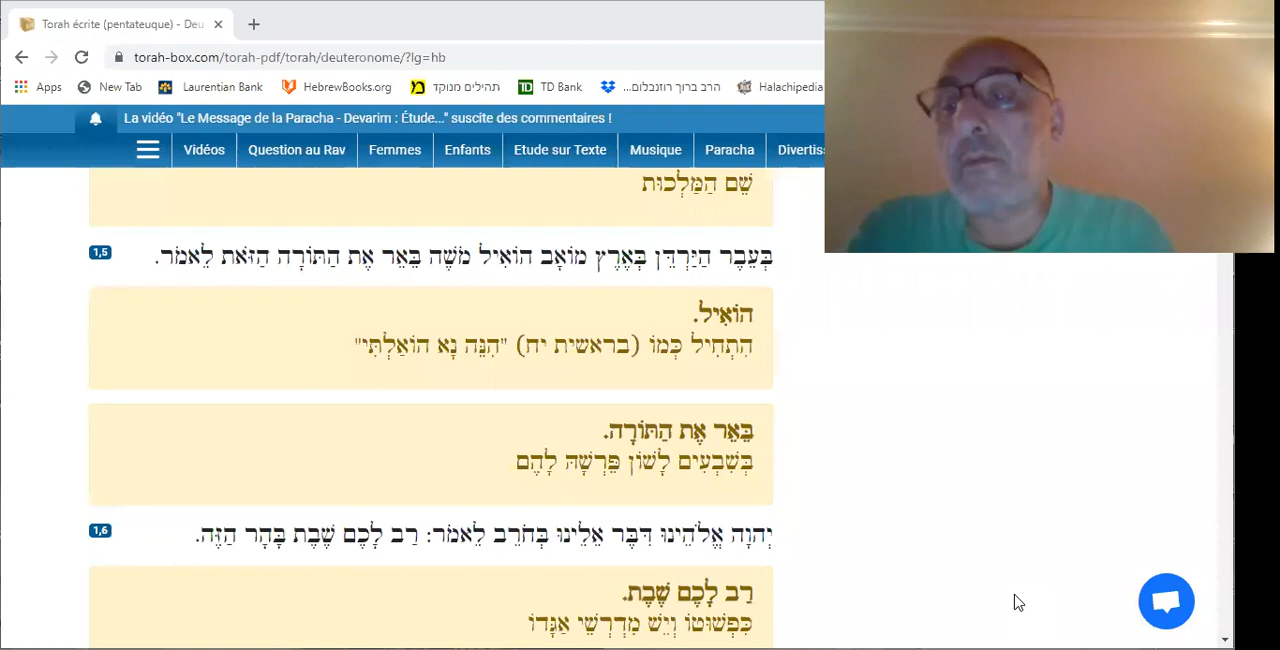 Torah écrite (pentateuque) - Deu
torah-box.com/torah-pdf/torah/deuteronome/?lg=hb
Apps New Tab Laurentian Bank HebrewBooks.org תהילים מנוקד TD Bank הרב ברוך רוזנבלום... Halachipedia
La vidéo "Le Message de la Paracha - Devarim : Étude..." suscite des commentaires !
Vidéos Question au Rav Femmes Enfants Etude sur Texte Musique Paracha Divertiss
שֵׁם הַמַּלְכוּת
1,5
בְּעֵבֶר הַיַּרְדֵּן בְּאֶרֶץ מוֹאָב הוֹאִיל מֹשֶׁה בֵּאֵר אֶת הַתּוֹרָה הַזֹּאת לֵאמֹר.
הוֹאִיל.
הִתְחִיל כְּמוֹ (בראשית יח) "הִנֵּה נָא הוֹאַלְתִּי"
בֵּאֵר אֶת הַתּוֹרָה.
בְּשִׁבְעִים לָשׁוֹן פֵּרְשָׁהּ לָהֶם
1,6
יְהוָה אֱלֹהֵינוּ דִּבֶּר אֵלֵינוּ בְּחֹרֵב לֵאמֹר: רַב לָכֶם שֶׁבֶת בָּהָר הַזֶּה.
רַב לָכֶם שֶׁבֶת.
כִּפְשׁוּטוֹ וְיֵשׁ מִדְרְשֵׁי אַגָּדוֹ